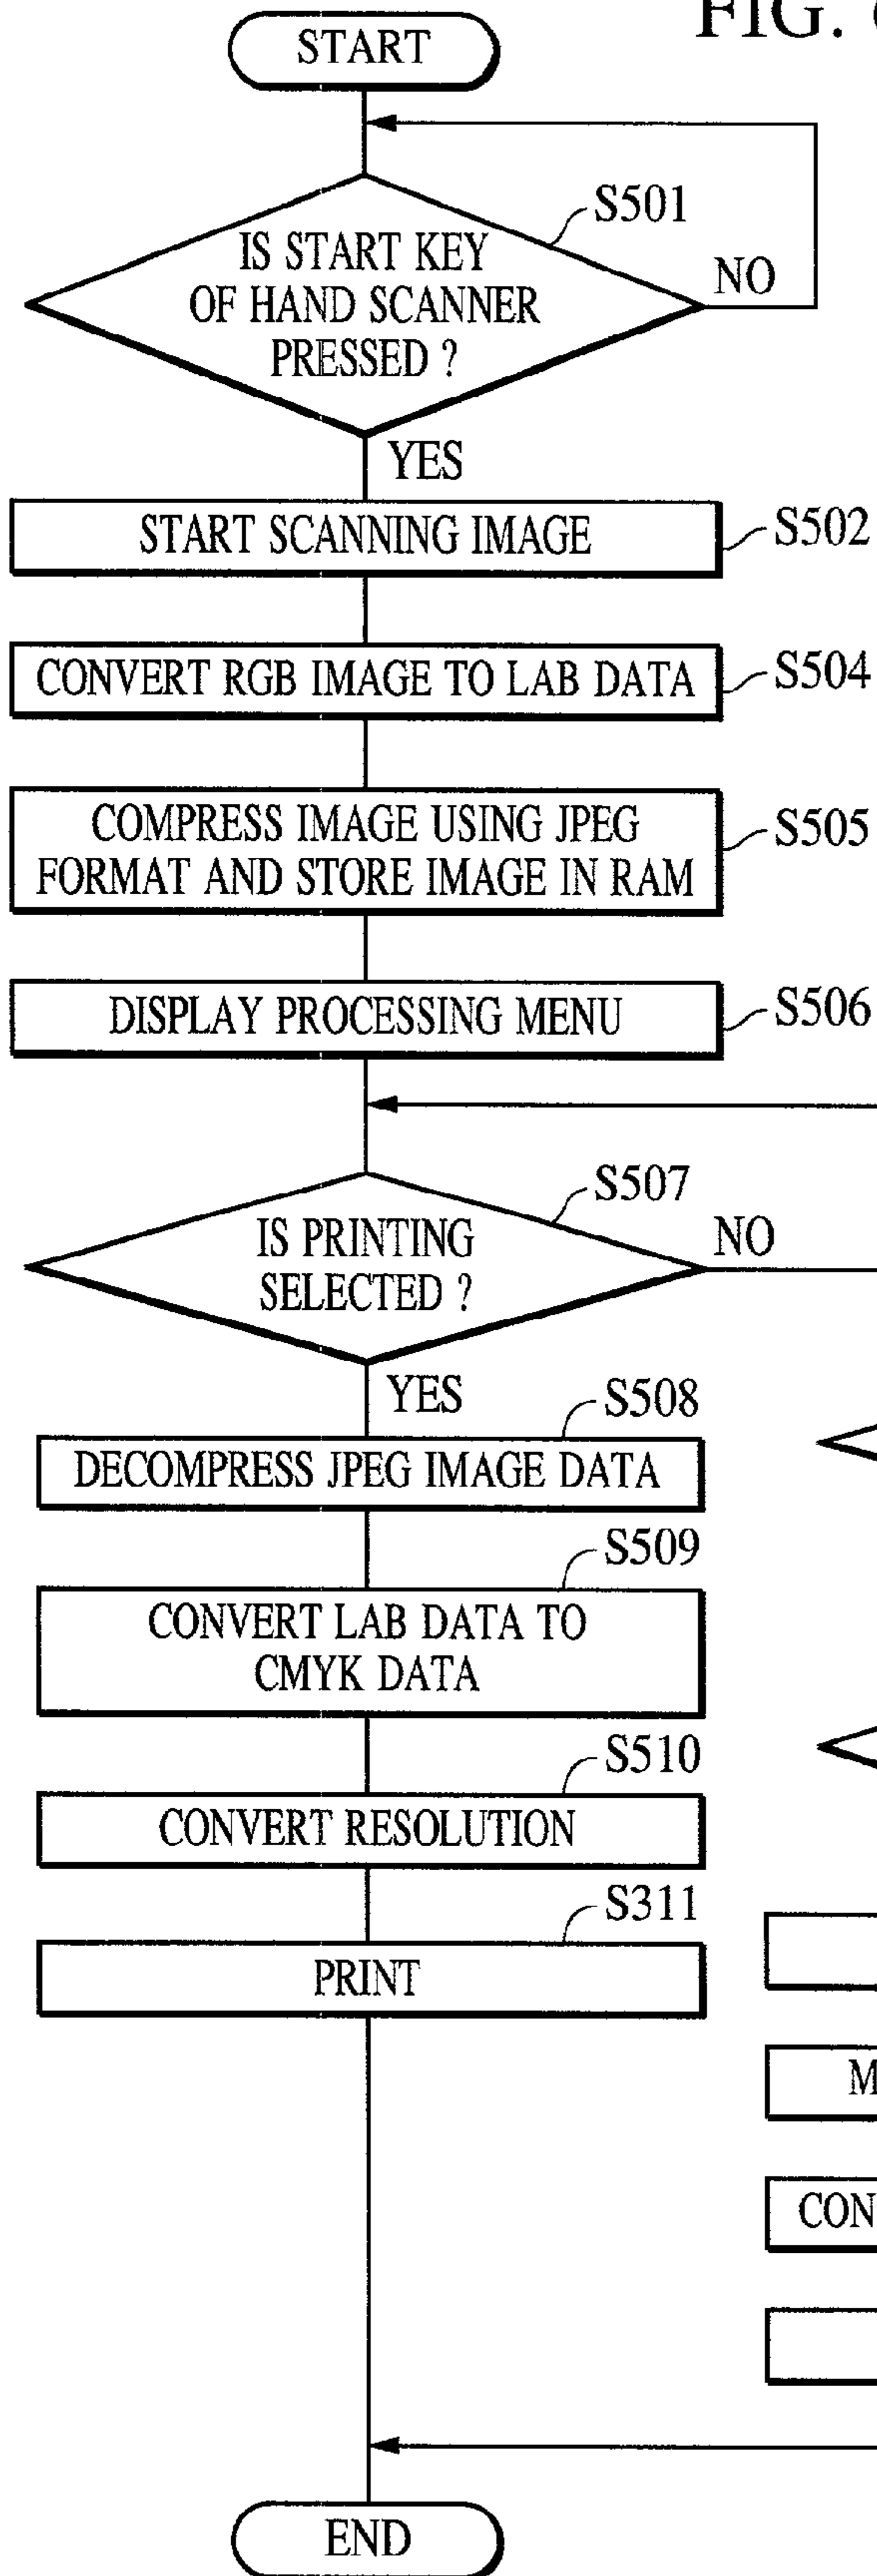 FIG.
START
S501
IS START KEY
OF HAND SCANNER
PRESSED ?
NO
YES
START SCANNING IMAGE
S502
CONVERT RGB IMAGE TO LAB DATA
S504
COMPRESS IMAGE USING JPEG
FORMAT AND STORE IMAGE IN RAM
S505
DISPLAY PROCESSING MENU
S506
S507
IS PRINTING
SELECTED ?
NO
YES
S508
DECOMPRESS JPEG IMAGE DATA
S509
CONVERT LAB DATA TO
CMYK DATA
S510
CONVERT RESOLUTION
S311
PRINT
M
CON
END